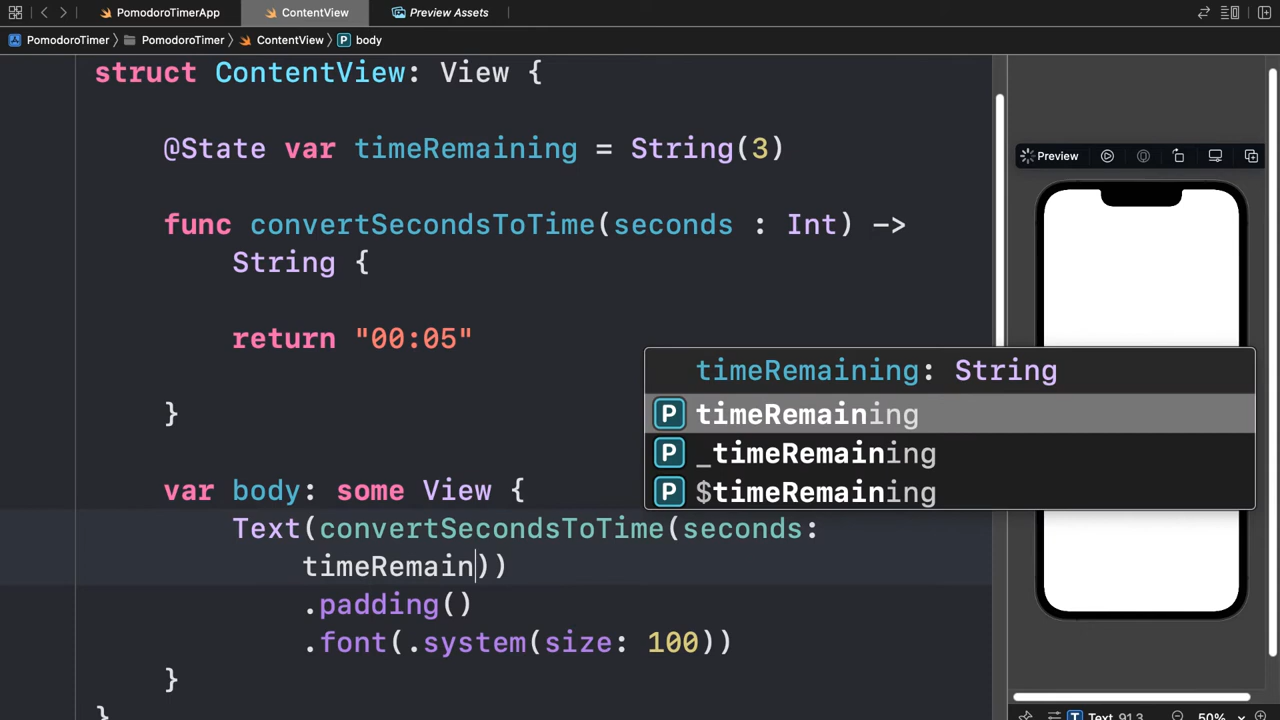 PomodoroTimerApp
ContentView
Preview Assets
PomodoroTimer
PomodoroTimer
ContentView
P body
struct ContentView: View {
@State var timeRemaining = String(3)
Preview
func convertSecondsToTime(seconds : Int) ->
String {
return "00:05"
}
timeRemaining: String
P timeRemaining
P _timeRemaining
P $timeRemaining
var body: some View {
Text(convertSecondsToTime(seconds:
timeRemain))
.padding()
.font(.system(size: 100))
}
}